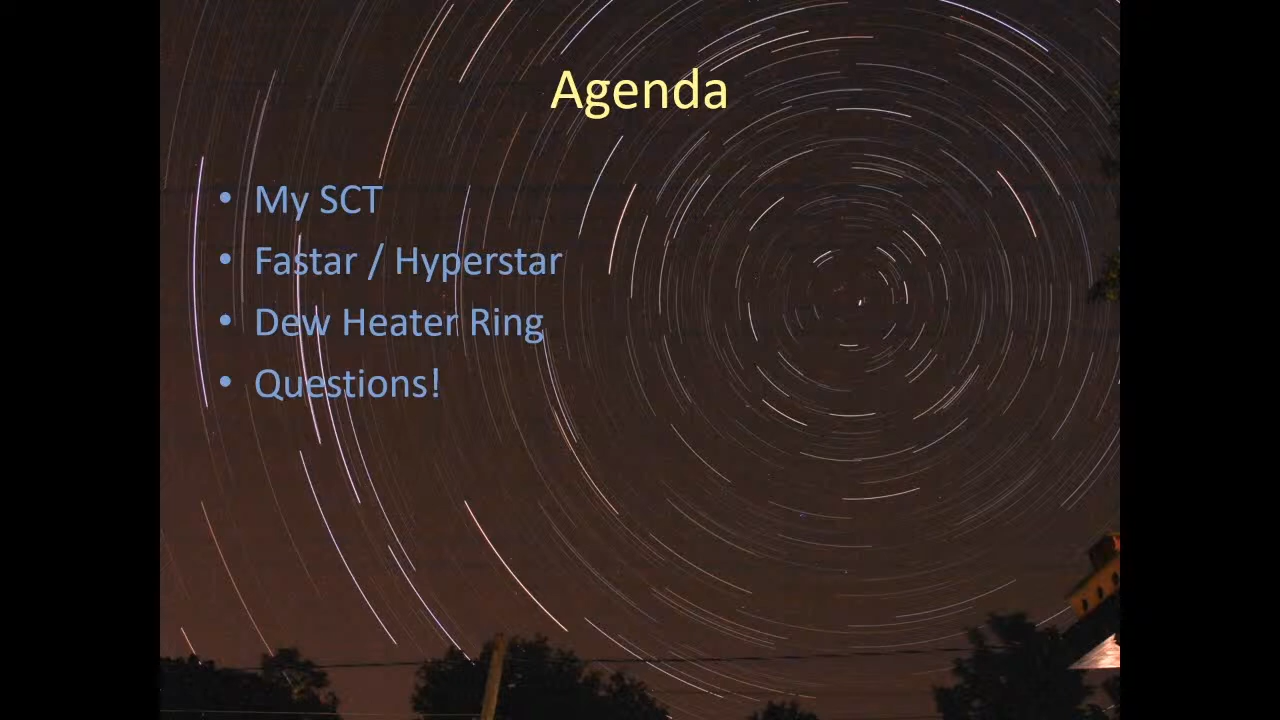 Agenda
• My SCT
• Fastar / Hyperstar
• Dew Heater Ring
• Questions!